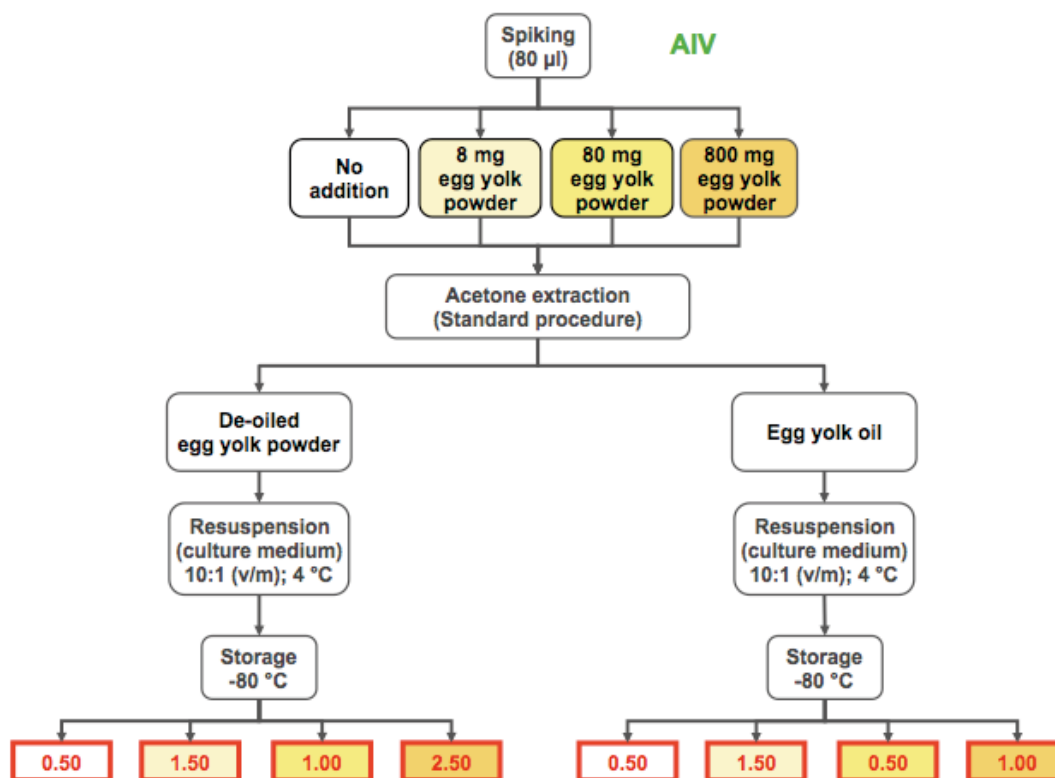 Spiking
(80 µl)
AIV
No
addition
8 mg
egg yolk
powder
80 mg
egg yolk
powder
800 mg
egg yolk
powder
Acetone extraction
(Standard procedure)
De-oiled
egg yolk powder
Egg yolk oil
Resuspension
(culture medium)
10:1 (v/m); 4 °C
Resuspension
(culture medium)
10:1 (v/m); 4 °C
Storage
-80 °C
Storage
-80 °C
0.50
1.50
1.00
2.50
0.50
1.50
0.50
1.00